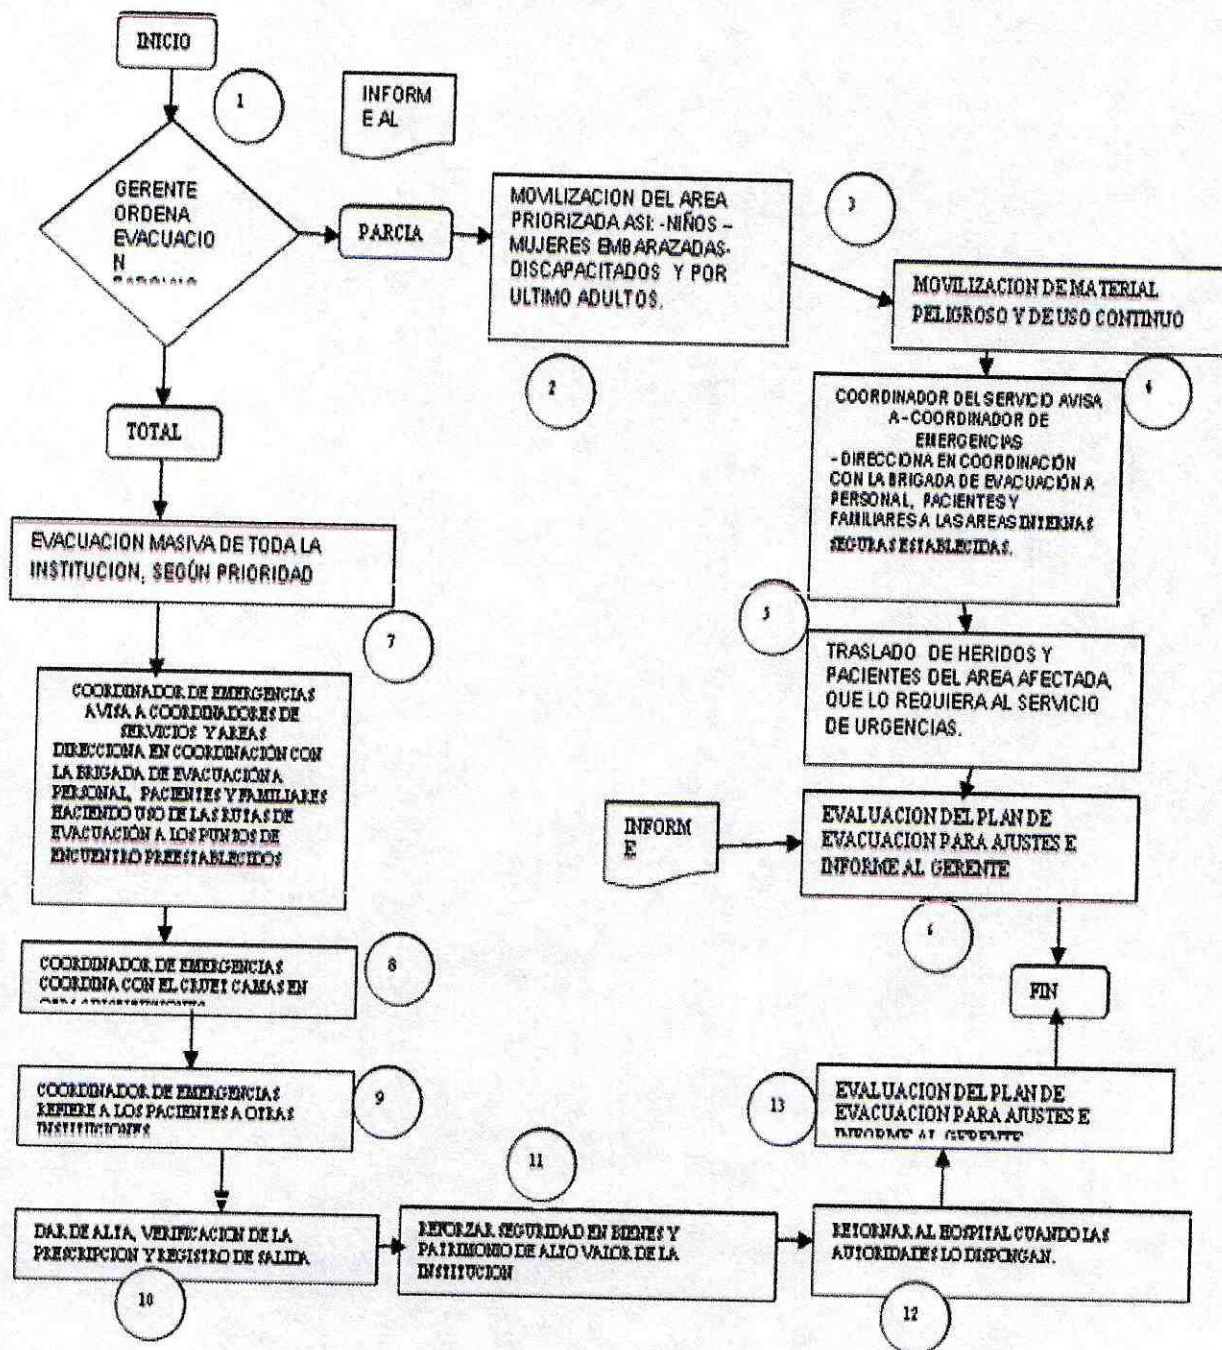 INICIO
1
INFORM
E AL
GERENTE
ORDENA
EVACUACIO
N
PARCIA
MOVILIZACION DEL AREA
PRIORIZADA ASI: -NIÑOS –
MUJERES EMBARAZADAS-
DISCAPACITADOS Y POR
ULTIMO ADULTOS.
3
MOVILIZACION DE MATERIAL
PELIGROSO Y DE USO CONTINUO
2
4
TOTAL
COORDINADOR DEL SERVICIO AVISA
A - COORDINADOR DE
EMERGENCIAS
- DIRECCIONA EN COORDINACIÓN
CON LA BRIGADA DE EVACUACIÓN A
PERSONAL, PACIENTES Y
FAMILIARES A LAS AREAS INTERNAS
SEGURAS ESTABLECIDAS.
EVACUACION MASIVA DE TODA LA
INSTITUCION, SEGÚN PRIORIDAD
7
5
TRASLADO DE HERIDOS Y
PACIENTES DEL AREA AFECTADA,
QUE LO REQUIERA AL SERVICIO
DE URGENCIAS.
COORDINADOR DE EMERGENCIAS
AVISA A COORDINADORES DE
SERVICIOS Y AREAS
DIRECCIONA EN COORDINACIÓN CON
LA BRIGADA DE EVACUACIÓN A
PERSONAL, PACIENTES Y FAMILIARES
HACIENDO USO DE LAS RUTAS DE
EVACUACIÓN A LOS PUNTOS DE
ENCUENTRO PREESTABLECIDOS
INFORM
E
EVALUACION DEL PLAN DE
EVACUACION PARA AJUSTES E
INFORME AL GERENTE
6
COORDINADOR DE EMERGENCIAS
COORDINA CON EL CRUET CAMAS EN
8
FIN
COORDINADOR DE EMERGENCIAS
REFIERE A LOS PACIENTES A OTRAS
INSTITUCIONES
9
13
EVALUACION DEL PLAN DE
EVACUACION PARA AJUSTES E
INFORME AL GERENTE
11
DAR DE ALTA, VERIFICACION DE LA
PRESCRIPCION Y REGISTRO DE SALIDA
REFORZAR SEGURIDAD EN BIENES Y
PATRIMONIO DE ALTO VALOR DE LA
INSTITUCION
RETORNAR AL HOSPITAL CUANDO LAS
AUTORIDADES LO DISPONGAN.
10
12